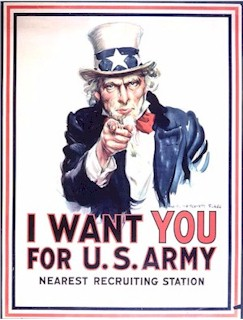 I WANT YOU
FOR U.S. ARMY
NEAREST RECRUITING STATION